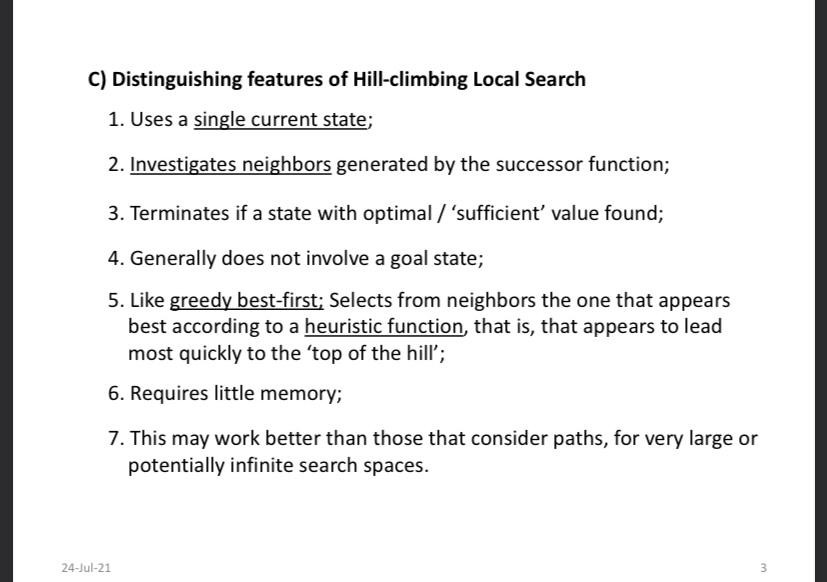 C) Distinguishing features of Hill-climbing Local Search
1. Uses a single current state;
2. Investigates neighbors generated by the successor function;
3. Terminates if a state with optimal / ‘sufficient’ value found;
4. Generally does not involve a goal state;
5. Like greedy best-first; Selects from neighbors the one that appears
best according to a heuristic function, that is, that appears to lead
most quickly to the ‘top of the hill’;
6. Requires little memory;
7. This may work better than those that consider paths, for very large or
potentially infinite search spaces.
24-Jul-21
3